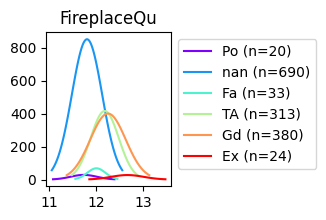 FireplaceQu
800
600
400
200
0
11 12 13
Po (n=20)
nan (n=690)
Fa (n=33)
TA (n=313)
Gd (n=380)
Ex (n=24)